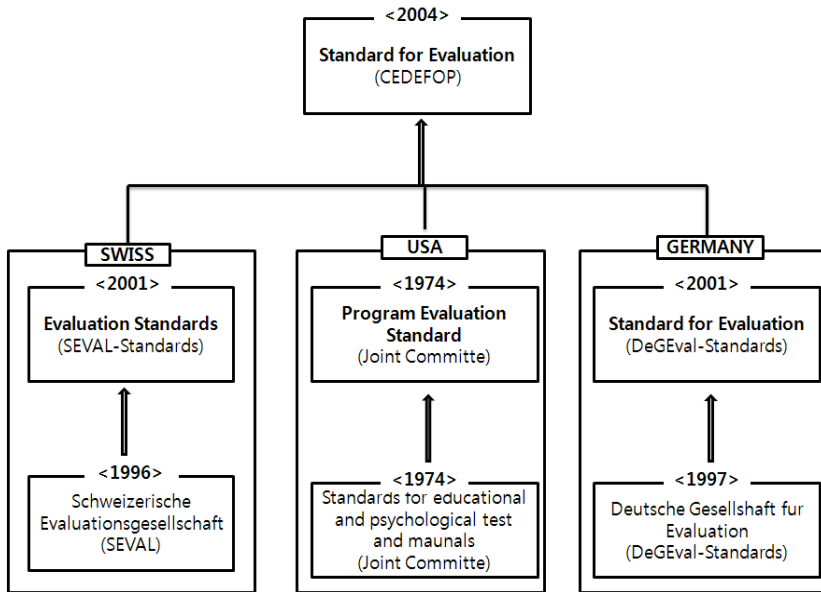 <2004>
Standard for Evaluation
(CEDEFOP)
SWISS
<2001>
Evaluation Standards
(SEVAL-Standards)
<1996>
Schweizerische
Evaluationsgesellschaft
(SEVAL)
USA
<1974>
Program Evaluation
Standard
(Joint Committe)
<1974>
Standards for educational
and psychological test
and maunals
(Joint Committe)
GERMANY
<2001>
Standard for Evaluation
(DeGEval-Standards)
<1997>
Deutsche Gesellshaft fur
Evaluation
(DeGEval-Standards)